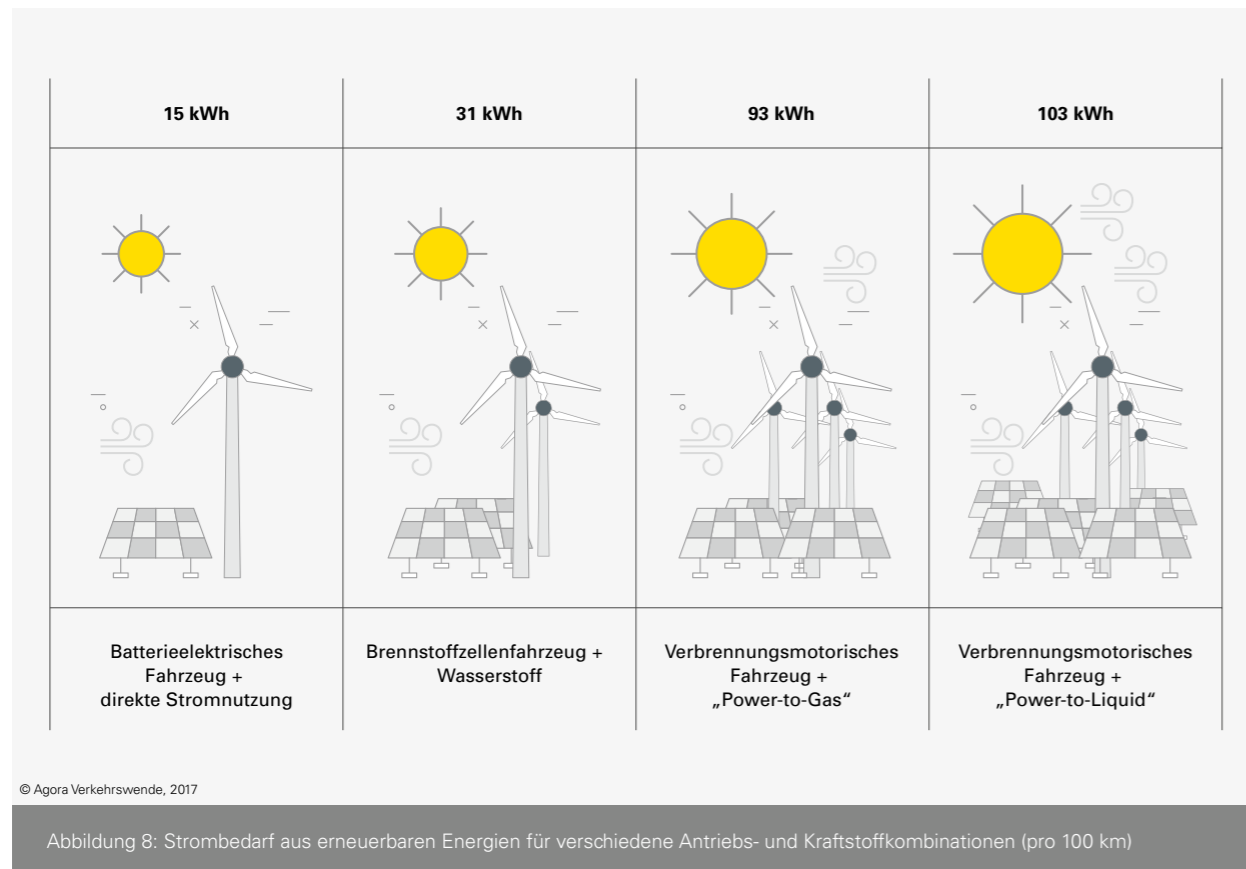 15 kWh
31 kWh
93 kWh
103 kWh
Batterieelektrisches
Fahrzeug +
direkte Stromnutzung
Brennstoffzellenfahrzeug +
Wasserstoff
Verbrennungsmotorisches
Fahrzeug +
„Power-to-Gas“
Verbrennungsmotorisches
Fahrzeug +
„Power-to-Liquid“
© Agora Verkehrswende, 2017
Abbildung 8: Strombedarf aus erneuerbaren Energien für verschiedene Antriebs- und Kraftstoffkombinationen (pro 100 km)